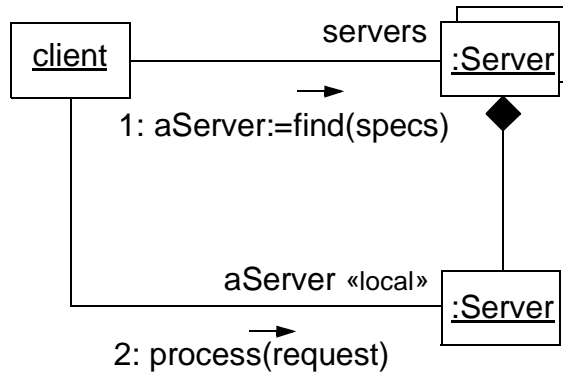 servers
client
:Server
1: aServer:=find(specs)
aServer «local»
:Server
2: process(request)